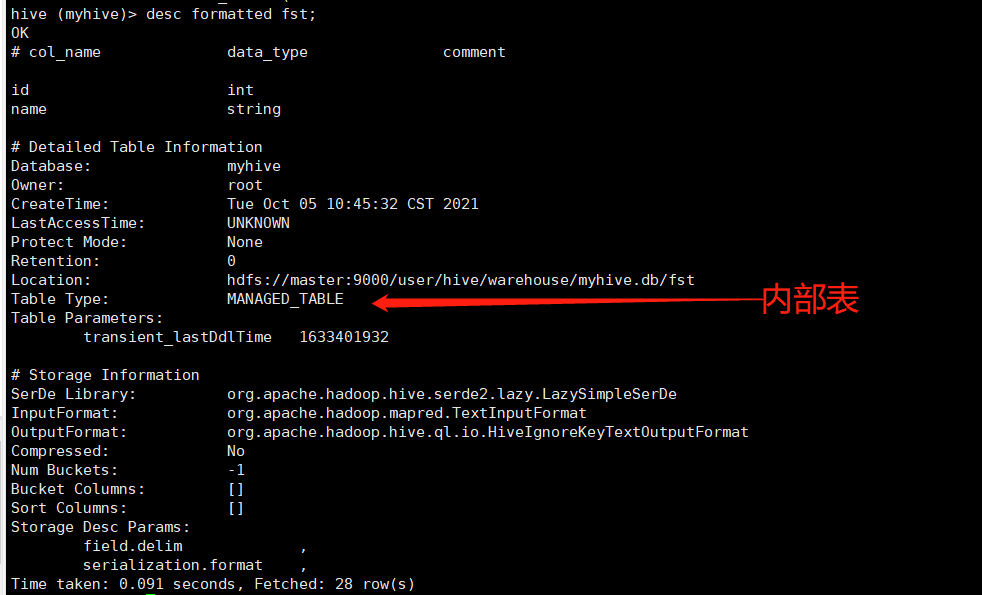 hive (myhive)> desc formatted fst;
OK
# col_name data_type comment
id int
name string
# Detailed Table Information
Database: myhive
Owner: root
CreateTime: Tue Oct 05 10:45:32 CST 2021
LastAccessTime: UNKNOWN
Protect Mode: None
Retention: 0
Location: hdfs://master:9000/user/hive/warehouse/myhive.db/fst
Table Type: MANAGED_TABLE 内部表
Table Parameters:
transient_lastDdlTime 1633401932
# Storage Information
SerDe Library: org.apache.hadoop.hive.serde2.lazy.LazySimpleSerDe
InputFormat: org.apache.hadoop.mapred.TextInputFormat
OutputFormat: org.apache.hadoop.hive.ql.io.HiveIgnoreKeyTextOutputFormat
Compressed: No
Num Buckets: -1
Bucket Columns: []
Sort Columns: []
Storage Desc Params:
field.delim ,
serialization.format ,
Time taken: 0.091 seconds, Fetched: 28 row(s)